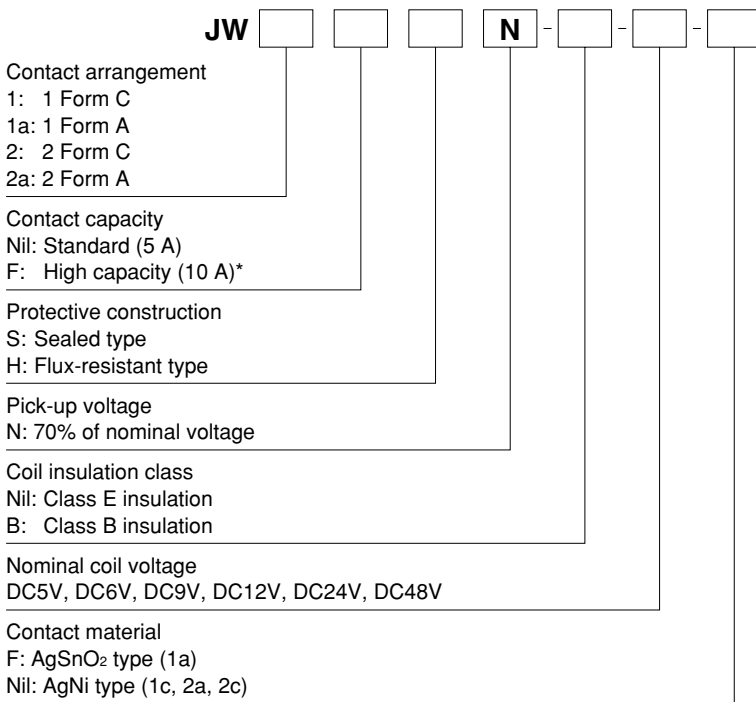 JW N - - -
Contact arrangement
1: 1 Form C
1a: 1 Form A
2: 2 Form C
2a: 2 Form A
Contact capacity
Nil: Standard (5 A)
F: High capacity (10 A)*
Protective construction
S: Sealed type
H: Flux-resistant type
Pick-up voltage
N: 70% of nominal voltage
Coil insulation class
Nil: Class E insulation
B: Class B insulation
Nominal coil voltage
DC5V, DC6V, DC9V, DC12V, DC24V, DC48V
Contact material
F: AgSnO₂ type (1a)
Nil: AgNi type (1c, 2a, 2c)